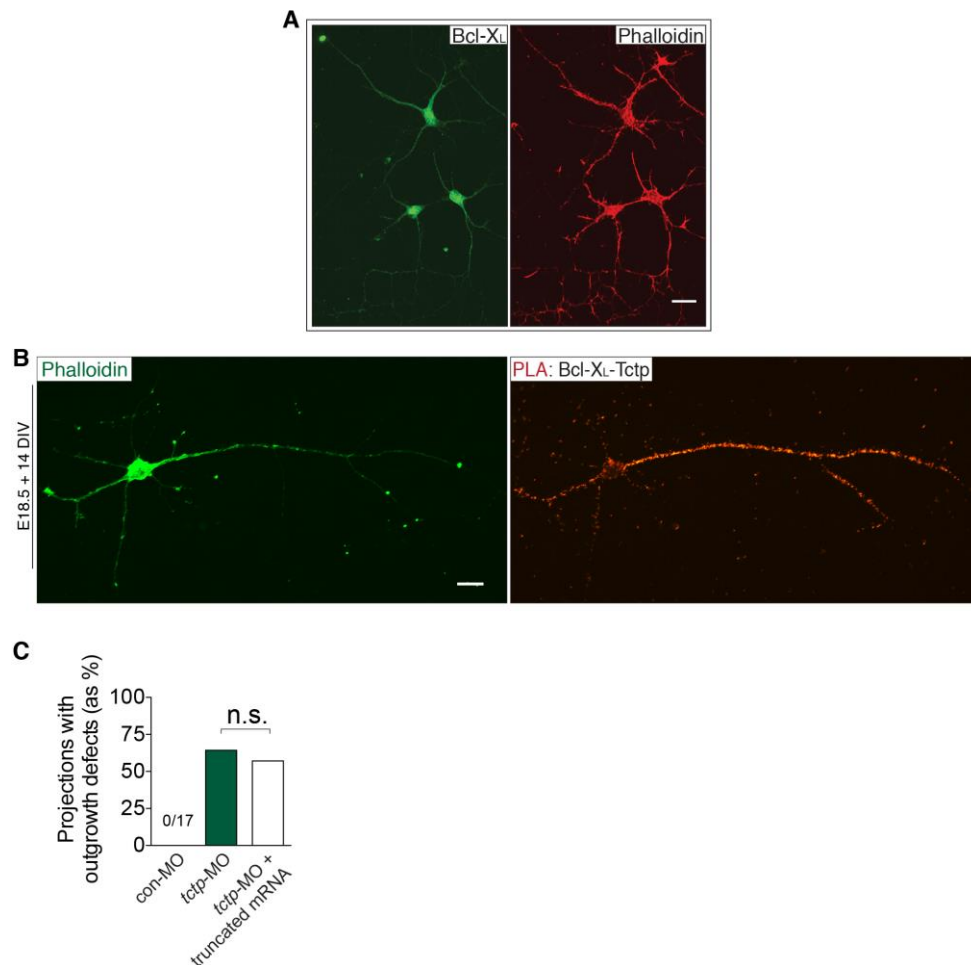 A
Bcl-XL
Phalloidin
B
Phalloidin
PLA: Bcl-XL-Tctp
E18.5 + 14 DIV
C
Projections with
outgrowth defects (as %)
100
75
50
25
0
n.s.
0/17
con-MO
tctp-MO
tctp-MO +
truncated mRNA